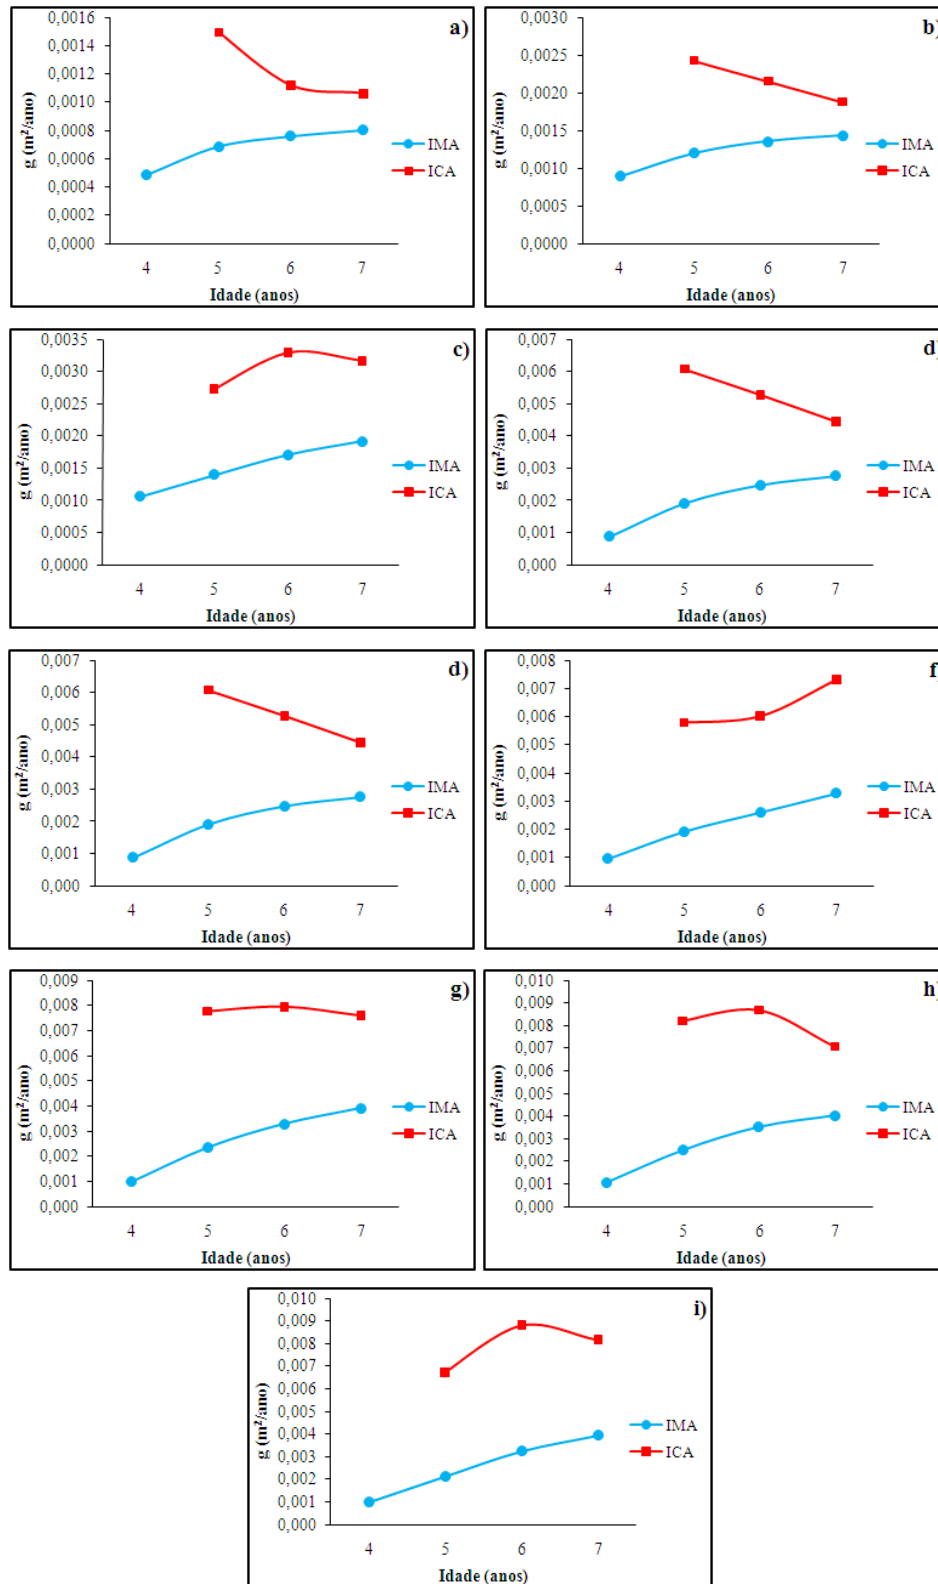 a)
g (m²/ano)
0,0016
0,0014
0,0012
0,0010
0,0008
0,0006
0,0004
0,0002
0,0000
4 5 6 7
Idade (anos)
IMA
ICA
b)
g (m²/ano)
0,0030
0,0025
0,0020
0,0015
0,0010
0,0005
0,0000
4 5 6 7
Idade (anos)
IMA
ICA
c)
g (m²/ano)
0,0035
0,0030
0,0025
0,0020
0,0015
0,0010
0,0005
0,0000
4 5 6 7
Idade (anos)
IMA
ICA
d)
g (m²/ano)
0,007
0,006
0,005
0,004
0,003
0,002
0,001
0,000
4 5 6 7
Idade (anos)
IMA
ICA
d)
g (m²/ano)
0,007
0,006
0,005
0,004
0,003
0,002
0,001
0,000
4 5 6 7
Idade (anos)
IMA
ICA
f)
g (m²/ano)
0,008
0,007
0,006
0,005
0,004
0,003
0,002
0,001
0,000
4 5 6 7
Idade (anos)
IMA
ICA
g)
g (m²/ano)
0,009
0,008
0,007
0,006
0,005
0,004
0,003
0,002
0,001
0,000
4 5 6 7
Idade (anos)
IMA
ICA
h)
g (m²/ano)
0,010
0,009
0,008
0,007
0,006
0,005
0,004
0,003
0,002
0,001
0,000
4 5 6 7
Idade (anos)
IMA
ICA
i)
g (m²/ano)
0,010
0,009
0,008
0,007
0,006
0,005
0,004
0,003
0,002
0,001
0,000
4 5 6 7
Idade (anos)
IMA
ICA